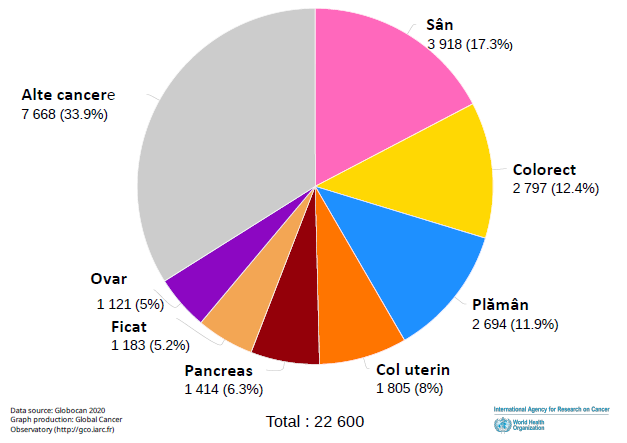 Sân
3 918 (17.3%)
Alte cancere
7 668 (33.9%)
Colorect
2 797 (12.4%)
Ovar
1 121 (5%)
Plămân
2 694 (11.9%)
Ficat
1 183 (5.2%)
Pancreas
1 414 (6.3%)
Col uterin
1 805 (8%)
Data source: Globocan 2020
Graph production: Global Cancer
Observatory (http://gco.iarc.fr)
Total : 22 600
International Agency for Research on Cancer
World Health
Organization